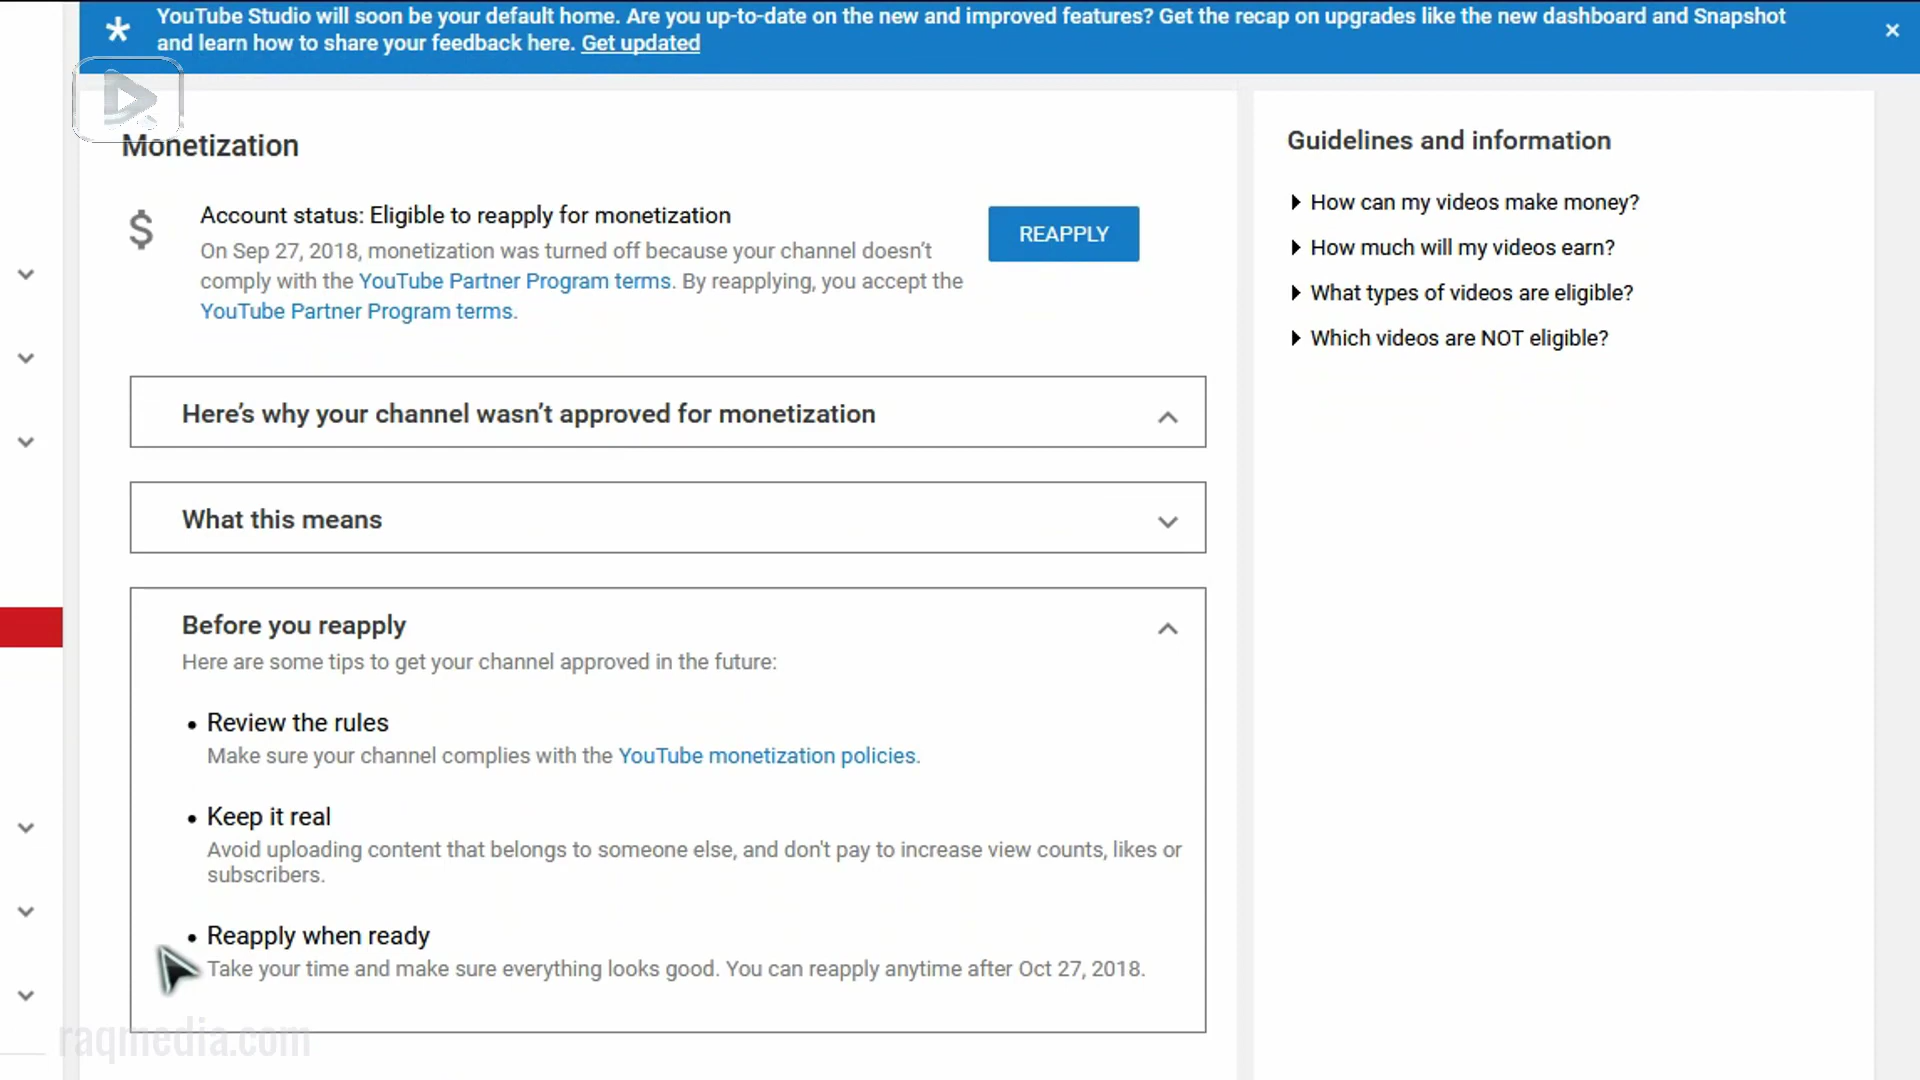 YouTube Studio will soon be your default home. Are you up-to-date on the new and improved features? Get the recap on upgrades like the new dashboard and Snapshot
and learn how to share your feedback here. Get updated
Monetization
Account status: Eligible to reapply for monetization
On Sep 27, 2018, monetization was turned off because your channel doesn’t
comply with the YouTube Partner Program terms. By reapplying, you accept the
YouTube Partner Program terms.
REAPPLY
Here’s why your channel wasn’t approved for monetization
What this means
Before you reapply
Here are some tips to get your channel approved in the future:
• Review the rules
Make sure your channel complies with the YouTube monetization policies.
• Keep it real
Avoid uploading content that belongs to someone else, and don't pay to increase view counts, likes or
subscribers.
• Reapply when ready
Take your time and make sure everything looks good. You can reapply anytime after Oct 27, 2018.
raqmedia.com
Guidelines and information
How can my videos make money?
How much will my videos earn?
What types of videos are eligible?
Which videos are NOT eligible?